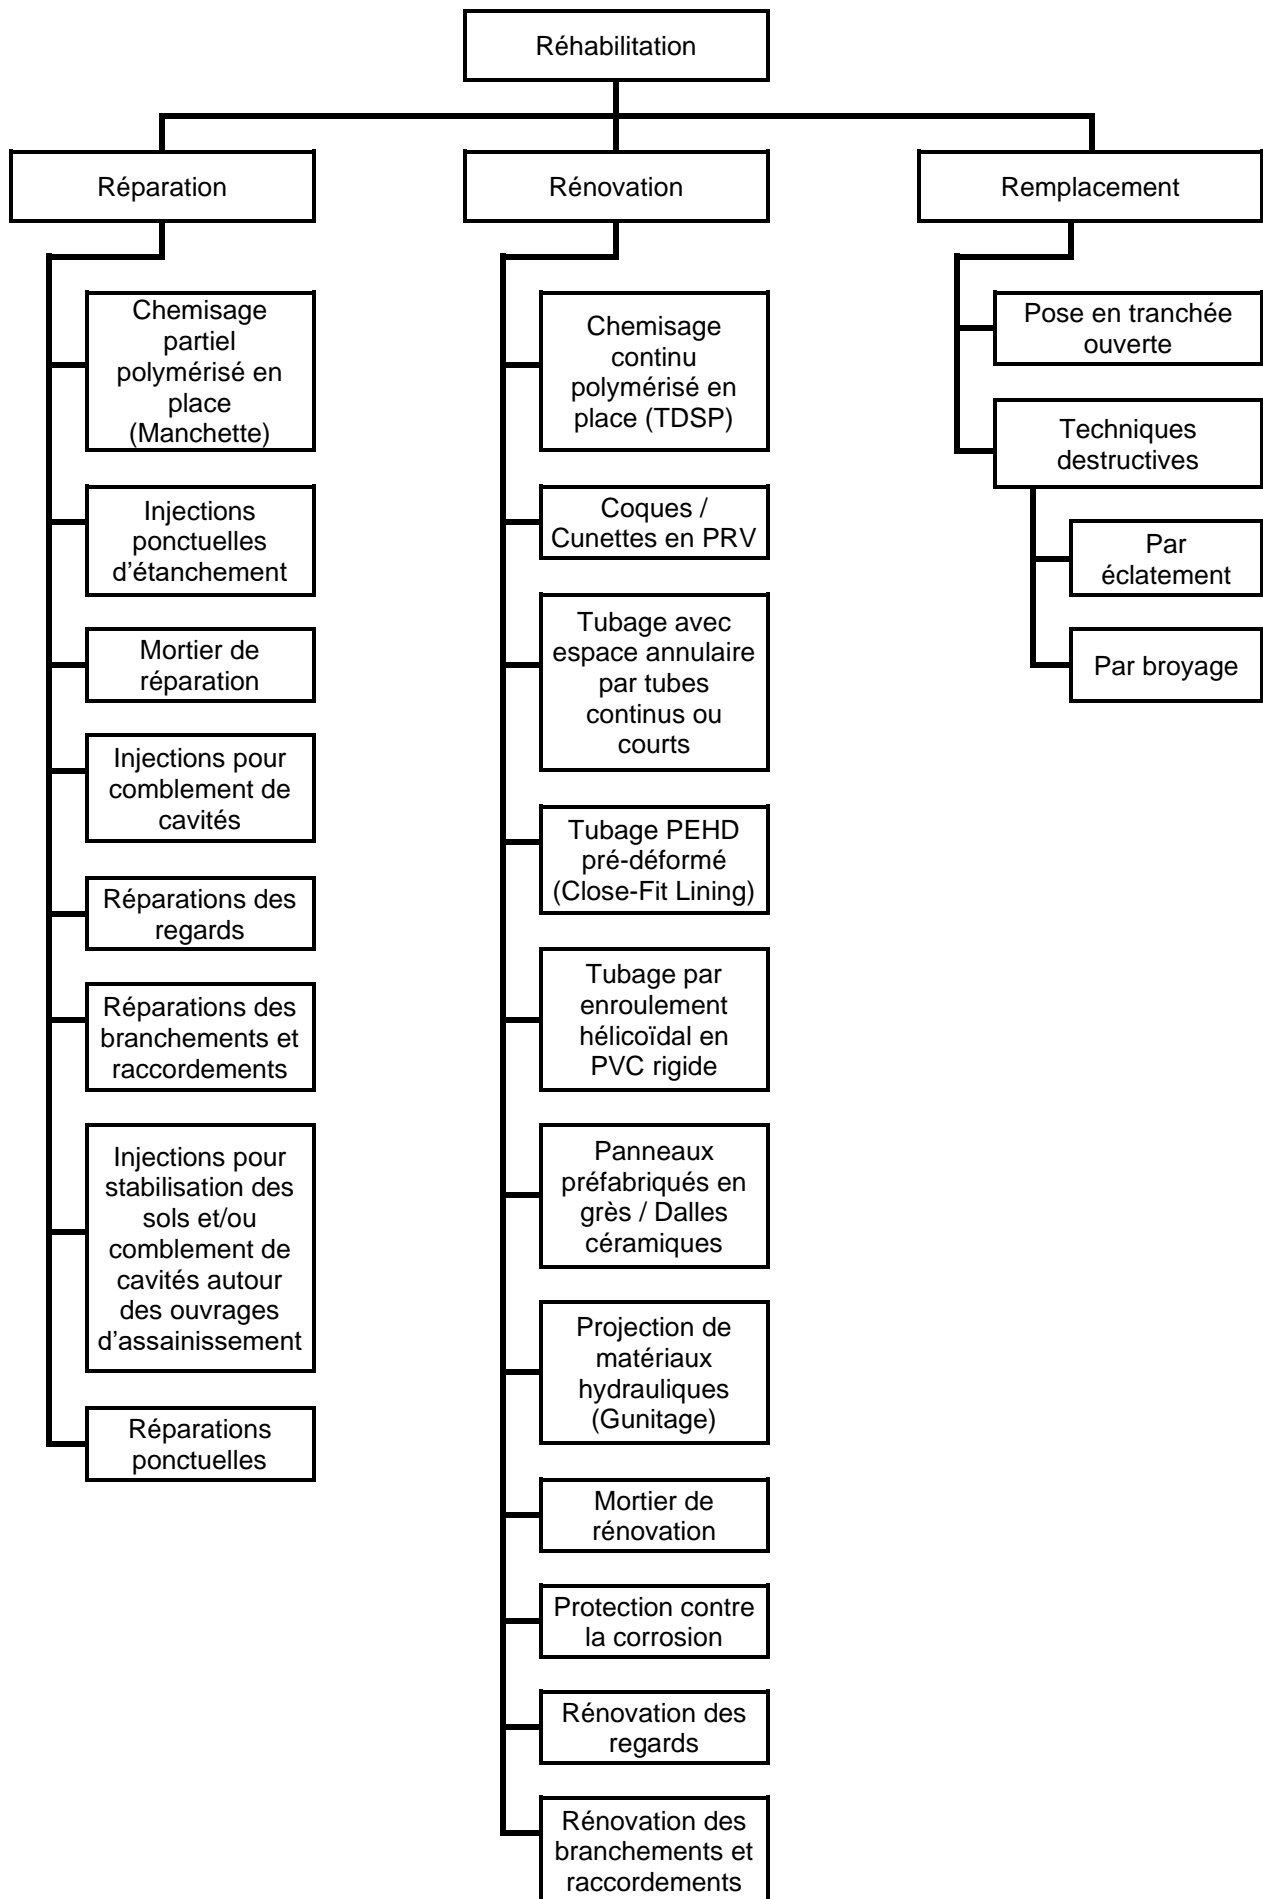 Réhabilitation
Réparation
Chemisage
partiel
polymérisé en
place
(Manchette)
Injections
ponctuelles
d’étanchement
Mortier de
réparation
Injections pour
comblement de
cavités
Réparations des
regards
Réparations des
branchements et
raccordements
Injections pour
stabilisation des
sols et/ou
comblement de
cavités autour
des ouvrages
d’assainissement
Réparations
ponctuelles
Rénovation
Chemisage
continu
polymérisé en
place (TDSP)
Coques /
Cunettes en PRV
Tubage avec
espace annulaire
par tubes
continus ou
courts
Tubage PEHD
pré-déformé
(Close-Fit Lining)
Tubage par
enroulement
hélicoïdal en
PVC rigide
Panneaux
préfabriqués en
grès / Dalles
céramiques
Projection de
matériaux
hydrauliques
(Gunitage)
Mortier de
rénovation
Protection contre
la corrosion
Rénovation des
regards
Rénovation des
branchements et
raccordements
Remplacement
Pose en tranchée
ouverte
Techniques
destructives
Par
éclatement
Par broyage